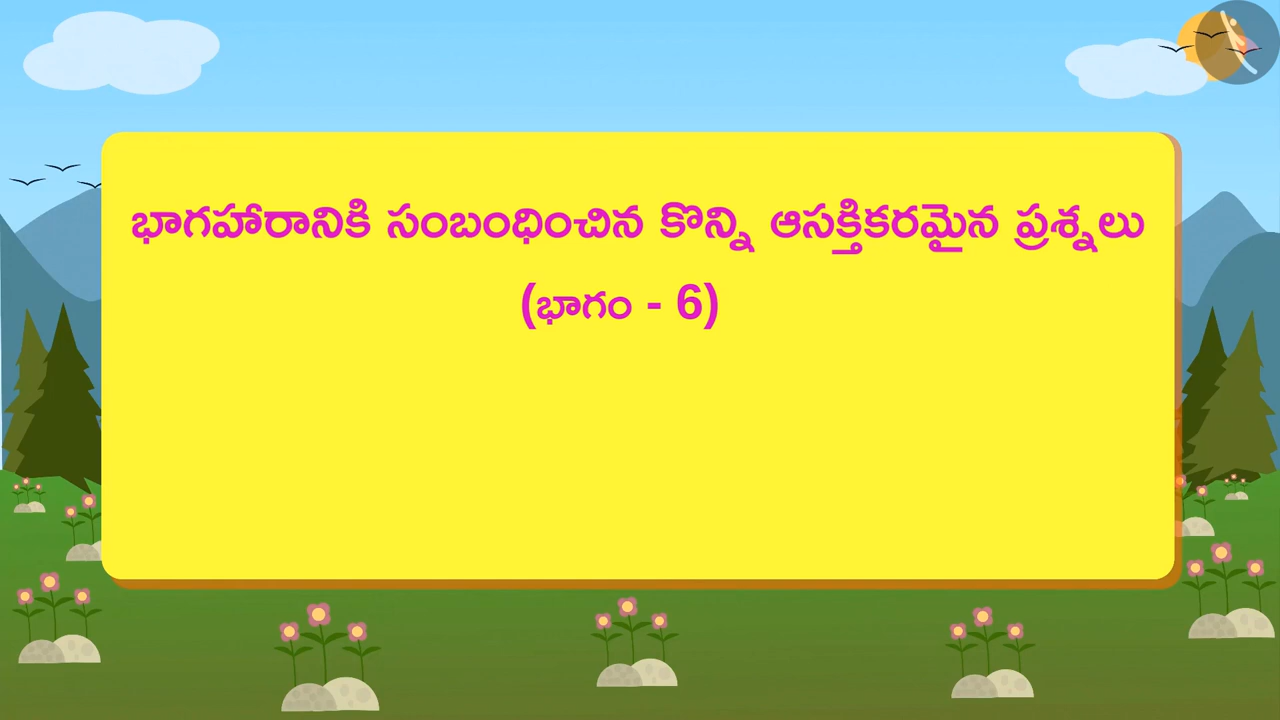 భాగహారానికి సంబంధించిన కొన్ని ఆసక్తికరమైన ప్రశ్నలు
(భాగం - 6)